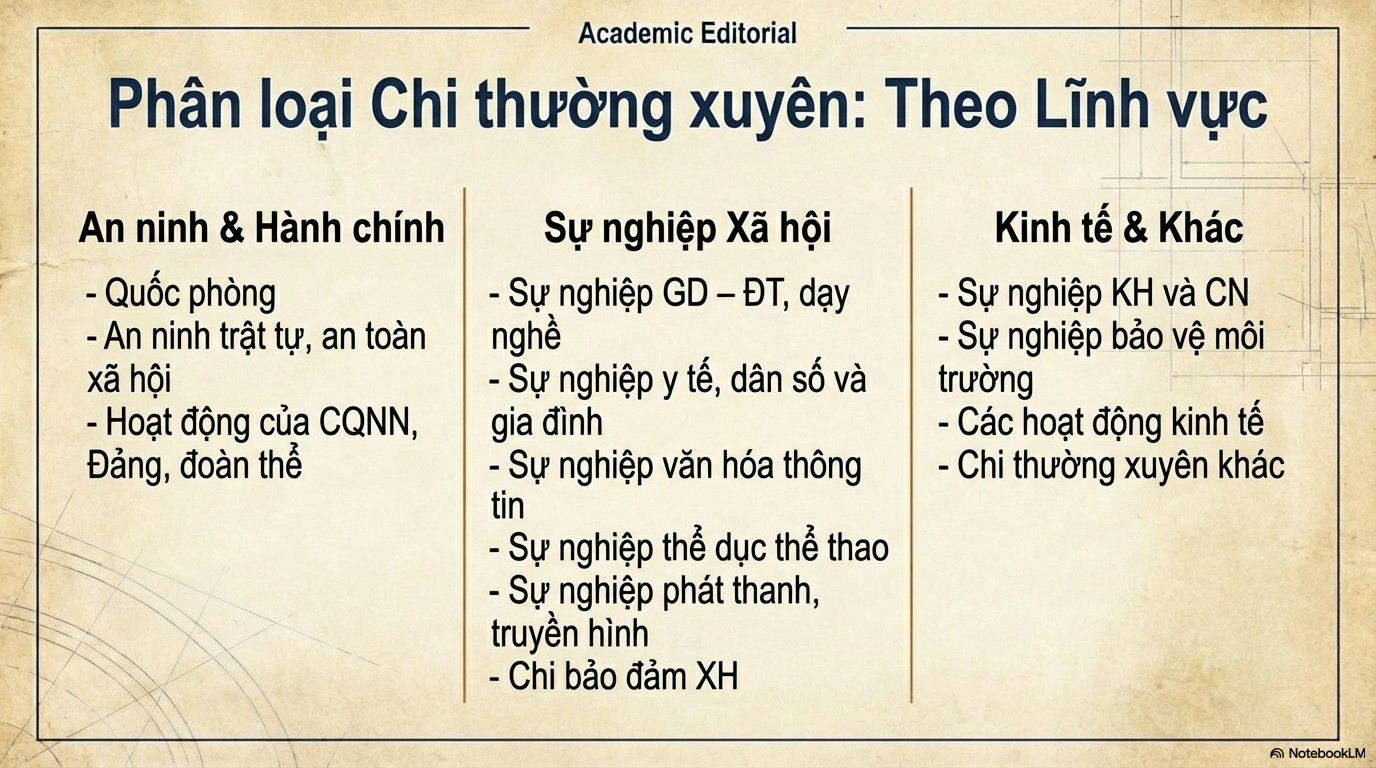 Academic Editorial
Phân loại Chi thường xuyên: Theo Lĩnh vực
An ninh & Hành chính
- Quốc phòng
- An ninh trật tự, an toàn
xã hội
- Hoạt động của CQNN,
Đảng, đoàn thể
Sự nghiệp Xã hội
- Sự nghiệp GD – ĐT, dạy
nghề
- Sự nghiệp y tế, dân số và
gia đình
- Sự nghiệp văn hóa thông
tin
- Sự nghiệp thể dục thể thao
- Sự nghiệp phát thanh,
truyền hình
- Chi bảo đảm XH
Kinh tế & Khác
- Sự nghiệp KH và CN
- Sự nghiệp bảo vệ môi
trường
- Các hoạt động kinh tế
- Chi thường xuyên khác
NotebookLM